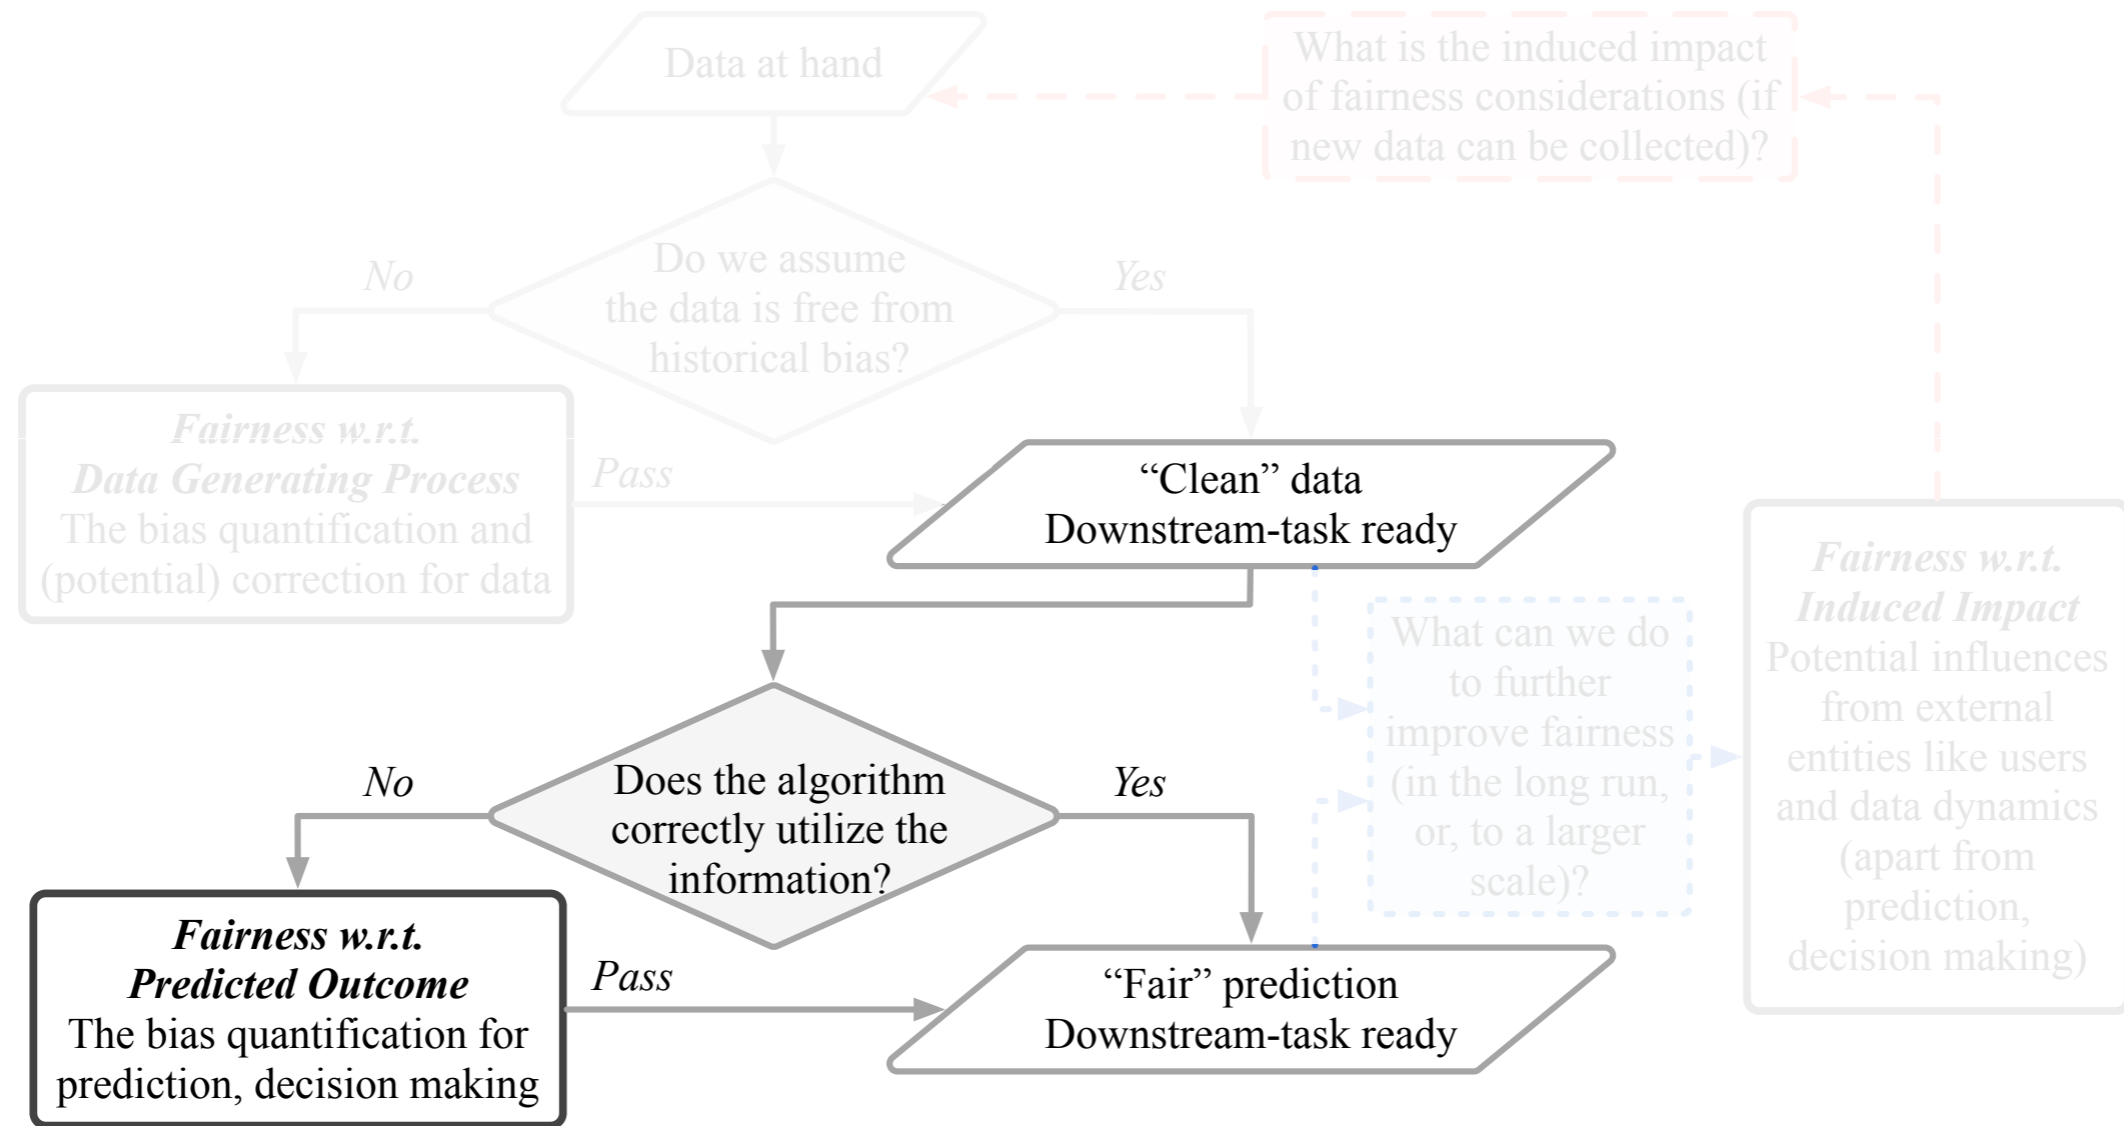 Data at hand
What is the induced impact
of fairness considerations (if
new data can be collected)?
Do we assume
the data is free from
historical bias?
No
Yes
Fairness w.r.t.
Data Generating Process
The bias quantification and
(potential) correction for data
Pass
“Clean” data
Downstream-task ready
What can we do
to further
improve fairness
(in the long run,
or, to a larger
scale)?
Fairness w.r.t.
Induced Impact
Potential influences
from external
entities like users
and data dynamics
(apart from
prediction,
decision making)
Does the algorithm
correctly utilize the
information?
No
Yes
Fairness w.r.t.
Predicted Outcome
The bias quantification for
prediction, decision making
Pass
“Fair” prediction
Downstream-task ready